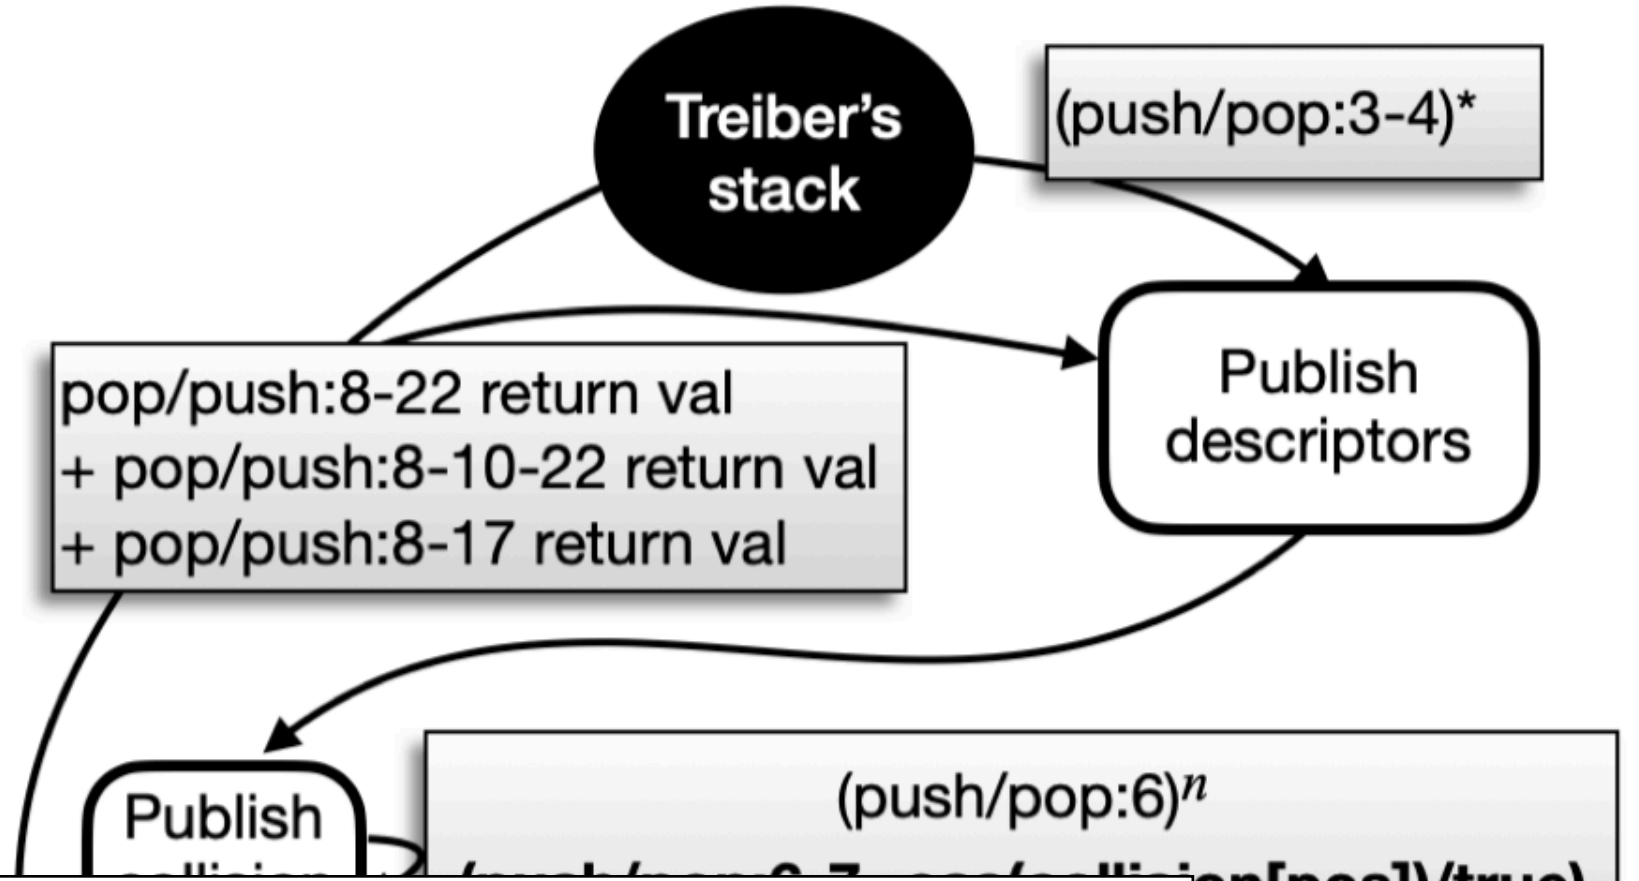 Treiber's
stack
(push/pop:3-4)*
pop/push:8-22 return val
+ pop/push:8-10-22 return val
+ pop/push:8-17 return val
Publish
descriptors
(push/pop:6)ⁿ
Publish
collision